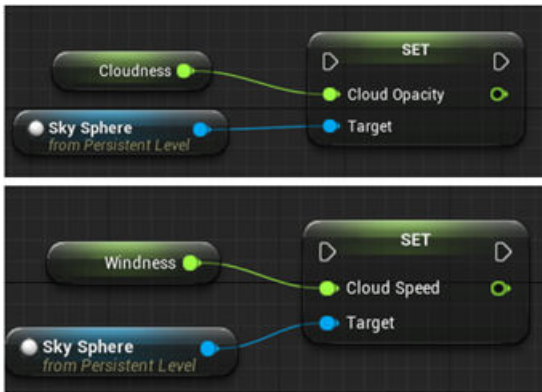 SET
Cloudness
Cloud Opacity
Sky Sphere
Target
from Persistent Level
SET
Windness
Cloud Speed
Target
Sky Sphere
from Persistent Level